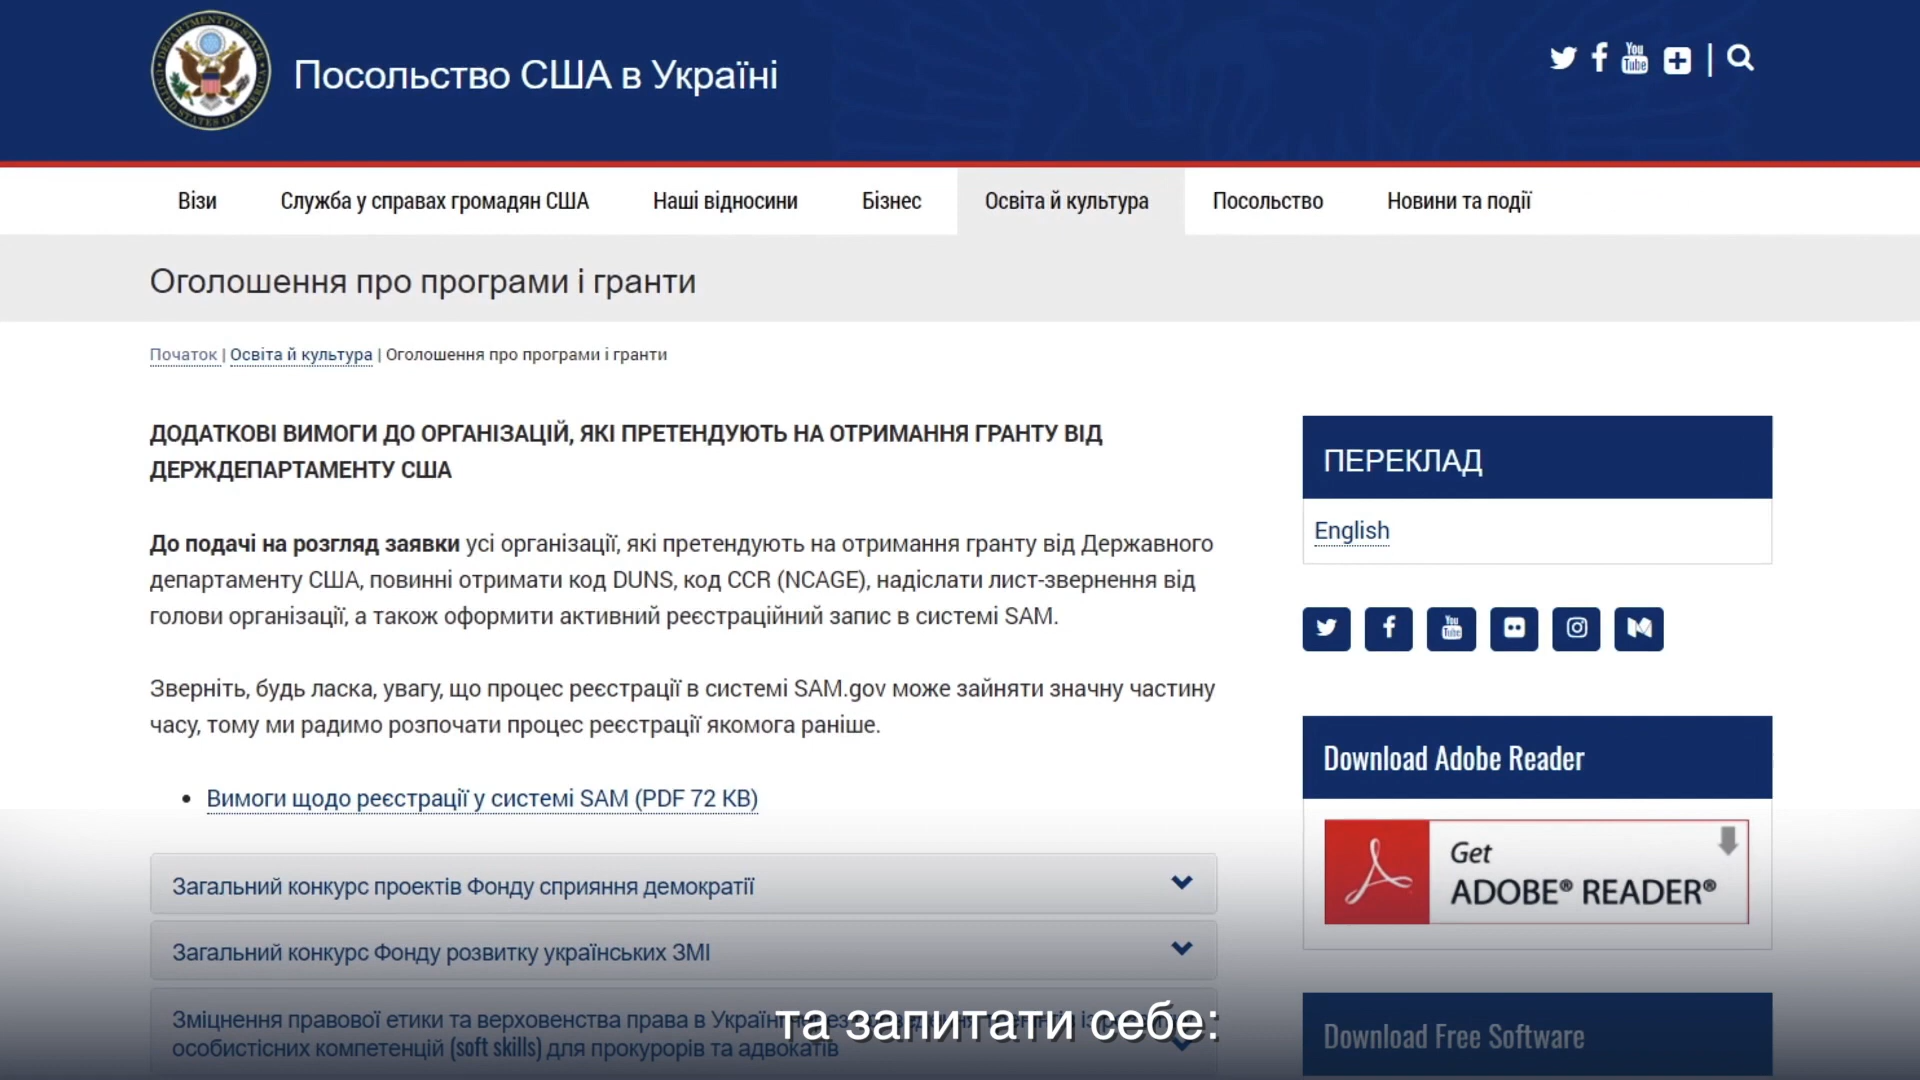 Посольство США в Україні
Візи
Служба у справах громадян США
Наші відносини
Бізнес
Освіта й культура
Посольство
Новини та події
Оголошення про програми і гранти
Початок | Освіта й культура | Оголошення про програми і гранти
ДОДАТКОВІ ВИМОГИ ДО ОРГАНІЗАЦІЙ, ЯКІ ПРЕТЕНДУЮТЬ НА ОТРИМАННЯ ГРАНТУ ВІД
ДЕРЖДЕПАРТАМЕНТУ США
До подачі на розгляд заявки усі організації, які претендують на отримання гранту від Державного
департаменту США, повинні отримати код DUNS, код CCR (NCAGE), надіслати лист-звернення від
голови організації, а також оформити активний реєстраційний запис в системі SAM.
Зверніть, будь ласка, увагу, що процес реєстрації в системі SAM.gov може зайняти значну частину
часу, тому ми радимо розпочати процес реєстрації якомога раніше.
Вимоги щодо реєстрації у системі SAM (PDF 72 KB)
Загальний конкурс проектів Фонду сприяння демократії
Загальний конкурс Фонду розвитку українських ЗМІ
Зміцнення правової етики та верховенства права в Україні
особистісних компетенцій (soft skills) для прокурорів та адвокатів
ПЕРЕКЛАД
English
Download Adobe Reader
Get
ADOBE® READER®
Download Free Software
та запитати себе: